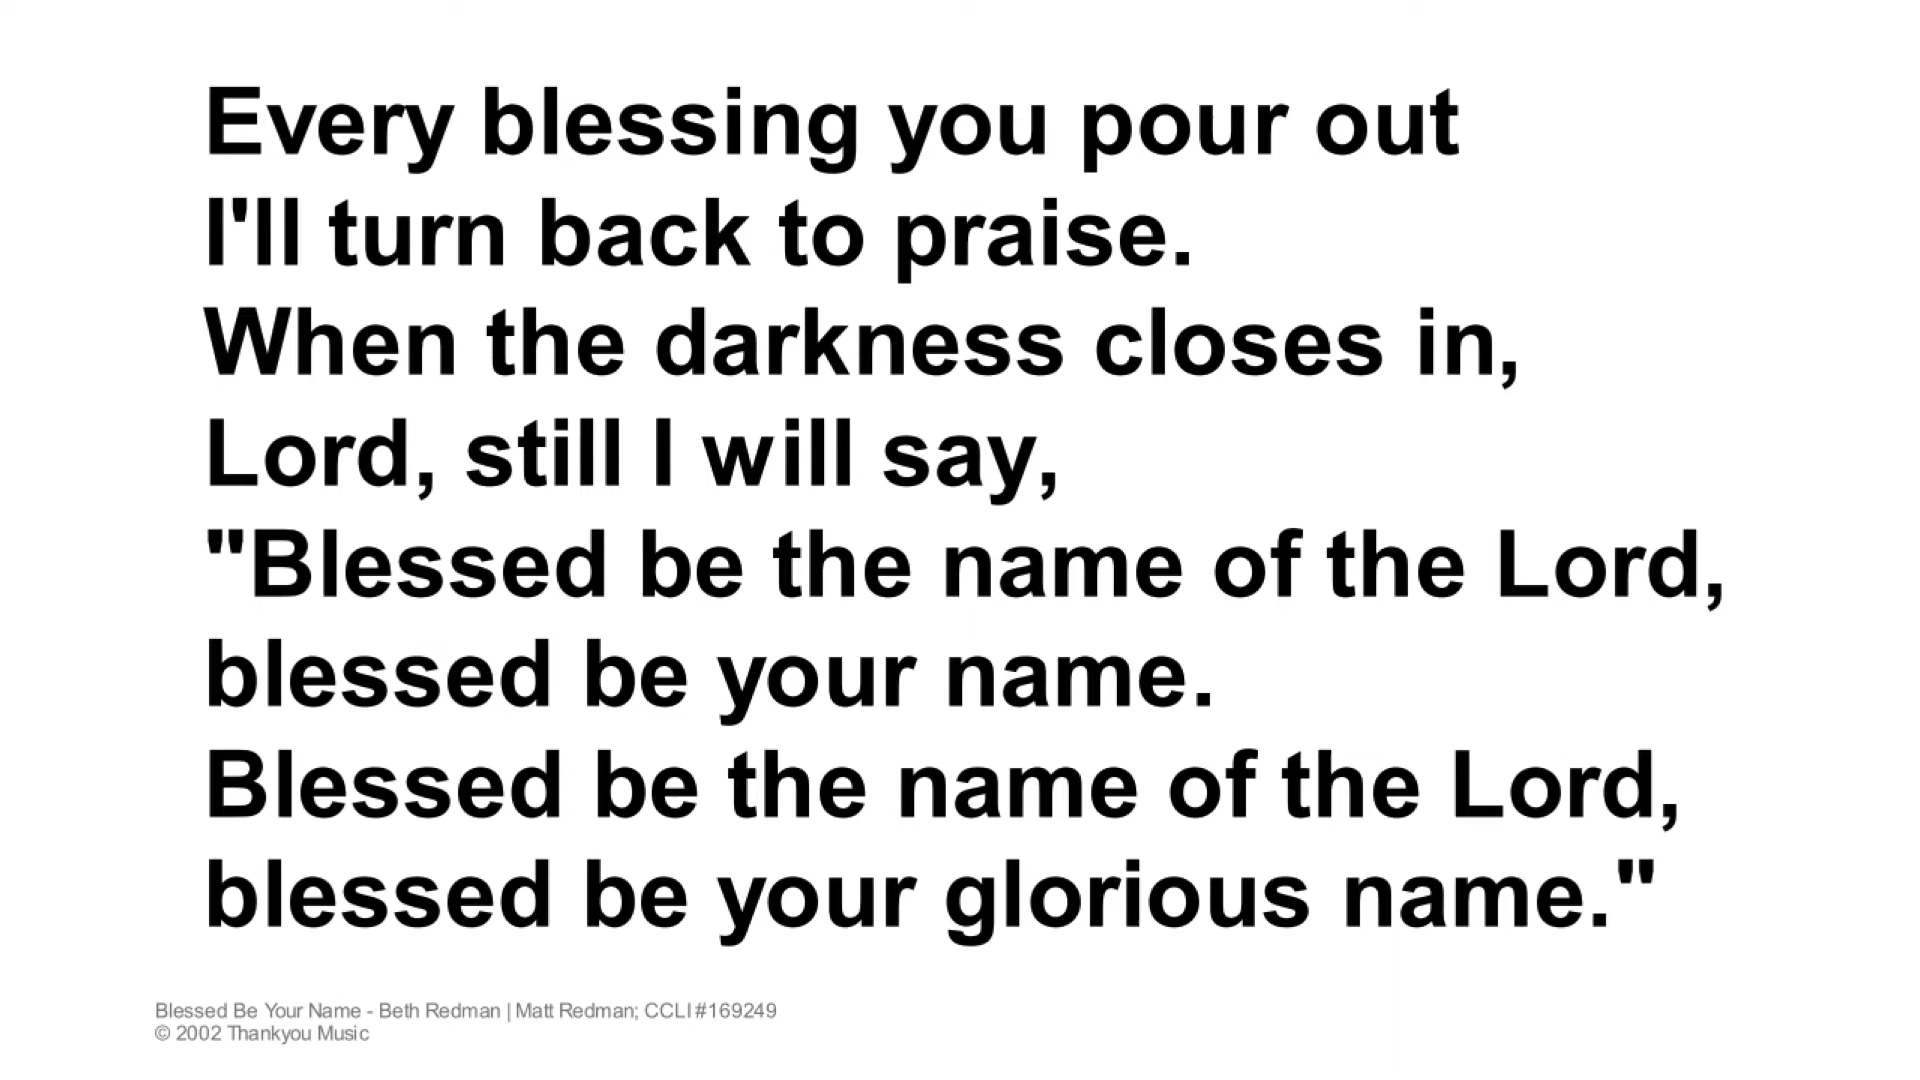 Every blessing you pour out
I'll turn back to praise.
When the darkness closes in,
Lord, still I will say,
"Blessed be the name of the Lord,
blessed be your name.
Blessed be the name of the Lord,
blessed be your glorious name."
Blessed Be Your Name - Beth Redman | Matt Redman; CCLI #169249
© 2002 Thankyou Music